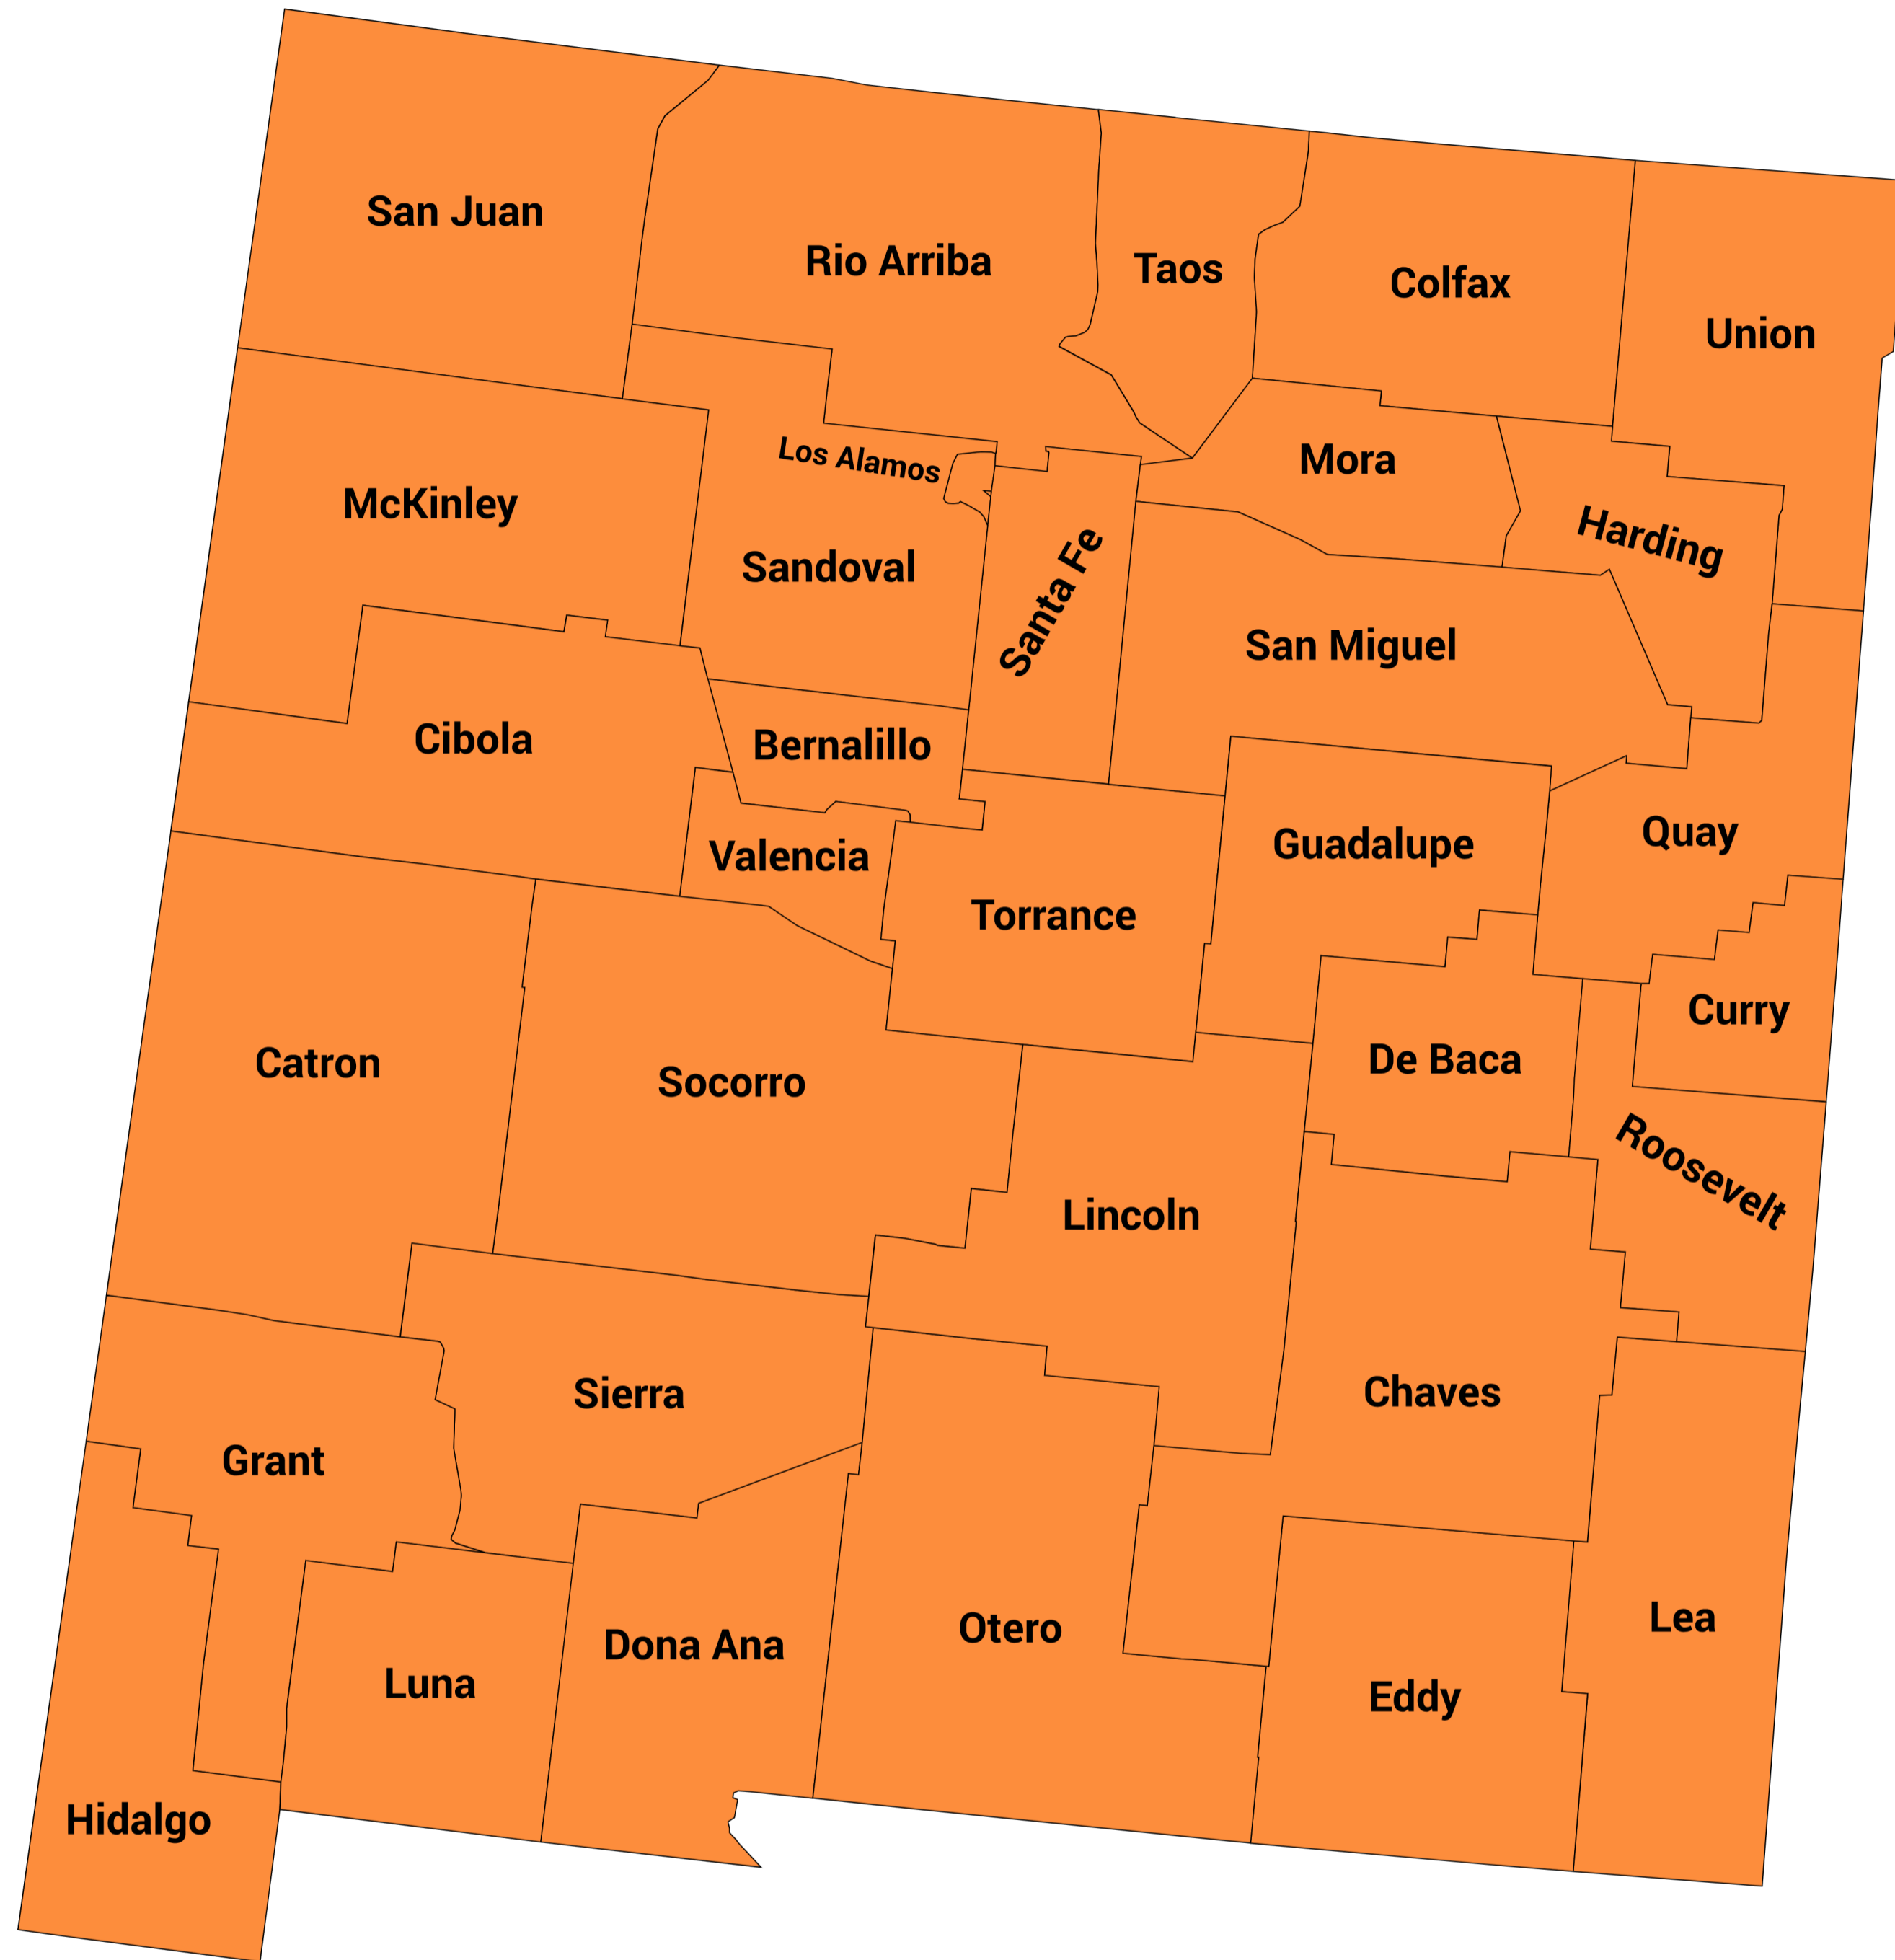 San Juan
Rio Arriba
Taos
Colfax
Union
Los Alamos
Mora
McKinley
Harding
Sandoval
Santa Fe
San Miguel
Cibola
Bernalillo
Quay
Guadalupe
Valencia
Torrance
Curry
De Baca
Catron
Socorro
Roosevelt
Lincoln
Sierra
Chaves
Grant
Lea
Otero
Dona Ana
Luna
Eddy
Hidalgo